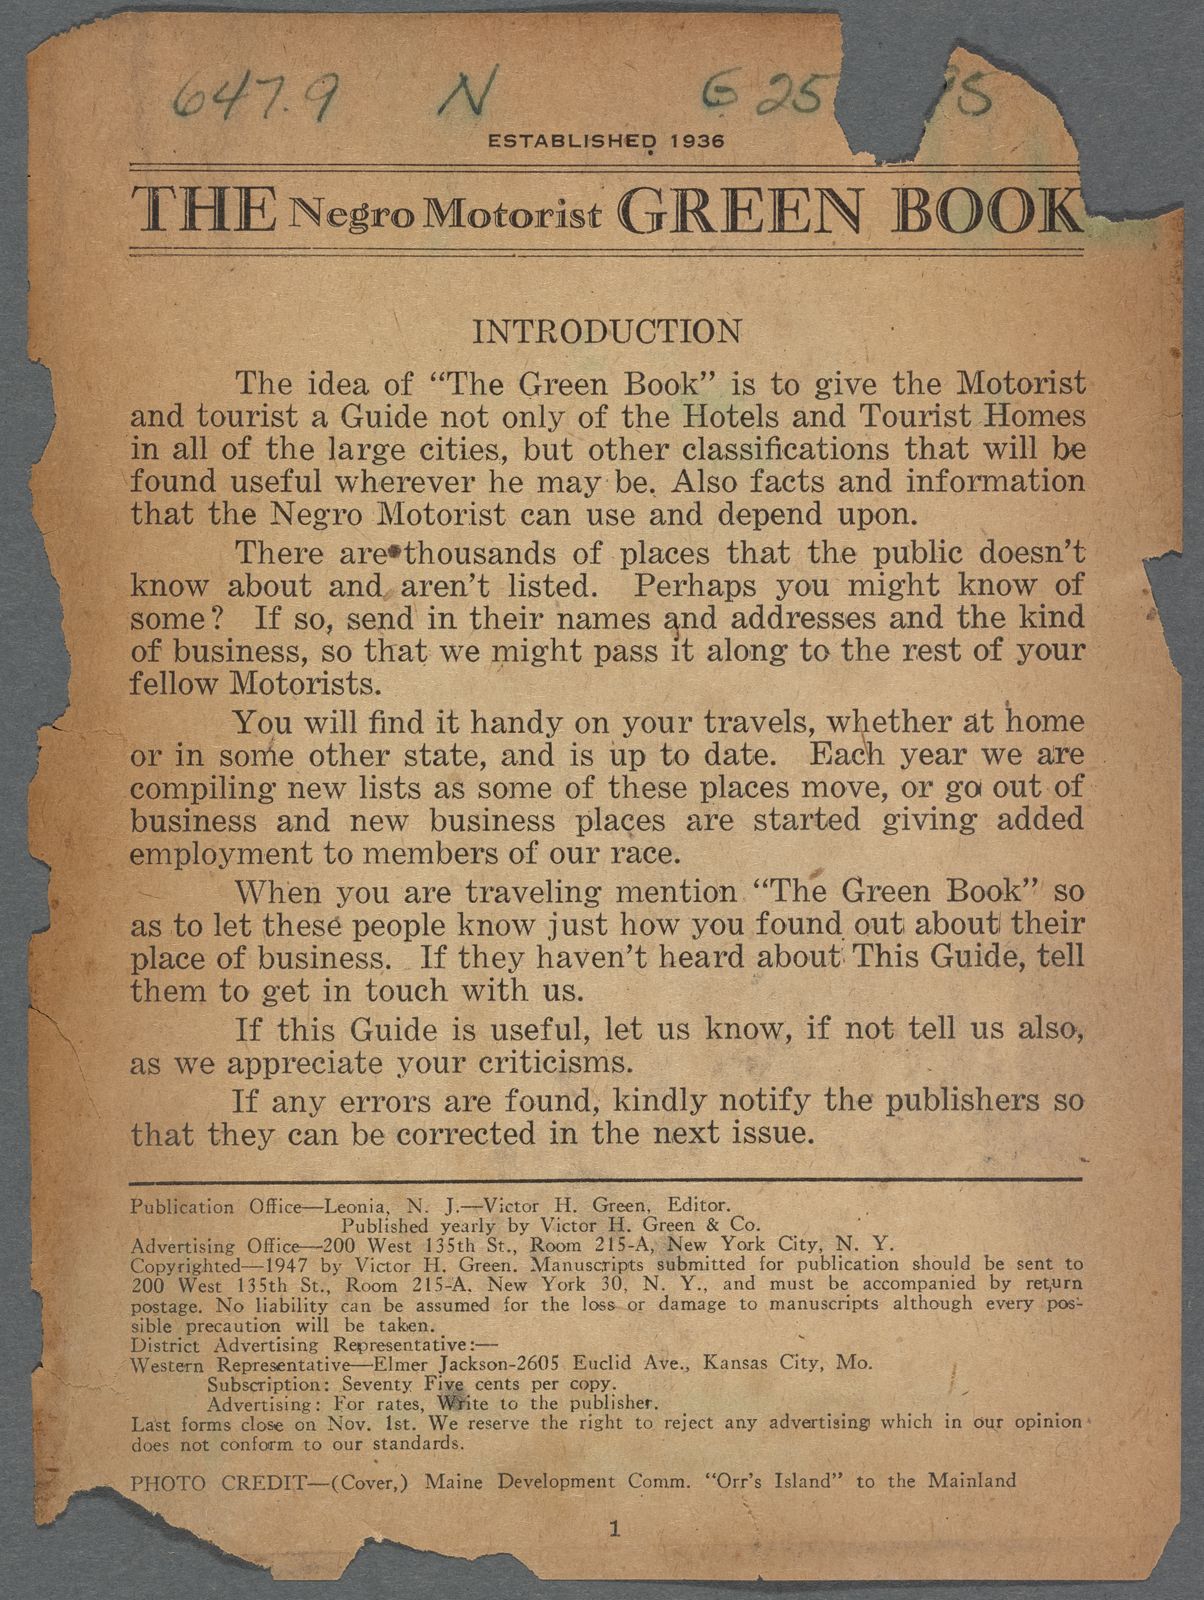 647.9 N G 25
ESTABLISHED 1936
THE Negro Motorist GREEN BOOK
INTRODUCTION
The idea of “The Green Book” is to give the Motorist
and tourist a Guide not only of the Hotels and Tourist Homes
in all of the large cities, but other classifications that will be
found useful wherever he may be. Also facts and information
that the Negro Motorist can use and depend upon.
There are thousands of places that the public doesn’t
know about and aren’t listed. Perhaps you might know of
some? If so, send in their names and addresses and the kind
of business, so that we might pass it along to the rest of your
fellow Motorists.
You will find it handy on your travels, whether at home
or in some other state, and is up to date. Each year we are
compiling new lists as some of these places move, or go out of
business and new business places are started giving added
employment to members of our race.
When you are traveling mention “The Green Book” so
as to let these people know just how you found out about their
place of business. If they haven’t heard about This Guide, tell
them to get in touch with us.
If this Guide is useful, let us know, if not tell us also,
as we appreciate your criticisms.
If any errors are found, kindly notify the publishers so
that they can be corrected in the next issue.
Publication Office—Leonia, N. J.—Victor H. Green, Editor.
Published yearly by Victor H. Green & Co.
Advertising Office—200 West 135th St., Room 215-A, New York City, N. Y.
Copyrighted—1947 by Victor H. Green. Manuscripts submitted for publication should be sent to
200 West 135th St., Room 215-A. New York 30, N. Y., and must be accompanied by return
postage. No liability can be assumed for the loss or damage to manuscripts although every pos-
sible precaution will be taken.
District Advertising Representative:—
Western Representative—Elmer Jackson-2605 Euclid Ave., Kansas City, Mo.
Subscription: Seventy Five cents per copy.
Advertising: For rates, Write to the publisher.
Last forms close on Nov. 1st. We reserve the right to reject any advertising which in our opinion
does not conform to our standards.
PHOTO CREDIT—(Cover,) Maine Development Comm. “Orr’s Island” to the Mainland
1